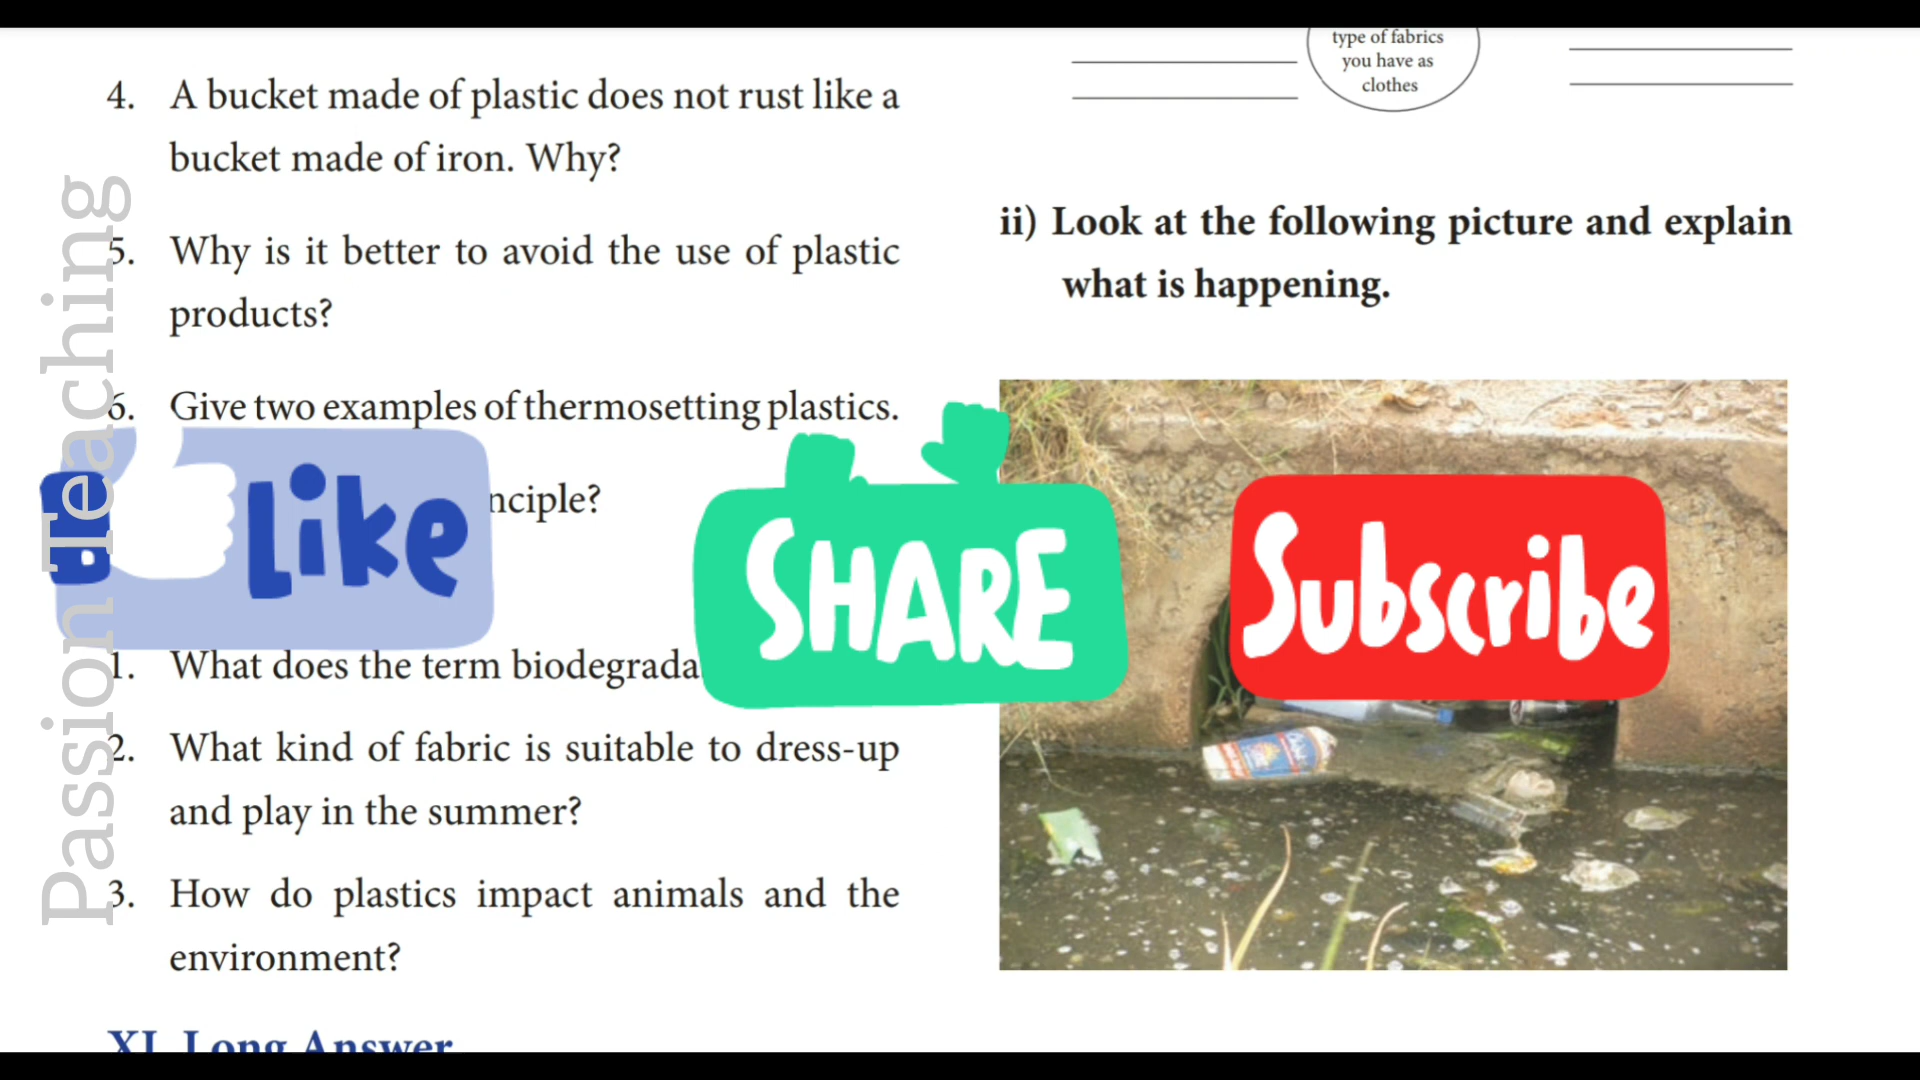 4. A bucket made of plastic does not rust like a
bucket made of iron. Why?
5. Why is it better to avoid the use of plastic
products?
6. Give two examples of thermosetting plastics.
1. What does the term
2. What kind of fabric is suitable to dress-up
and play in the summer?
3. How do plastics impact animals and the
environment?
XI. Long Answer
type of fabrics
you have as
clothes
ii) Look at the following picture and explain
what is happening.
Like
SHARE
Subscribe
Passion Teaching